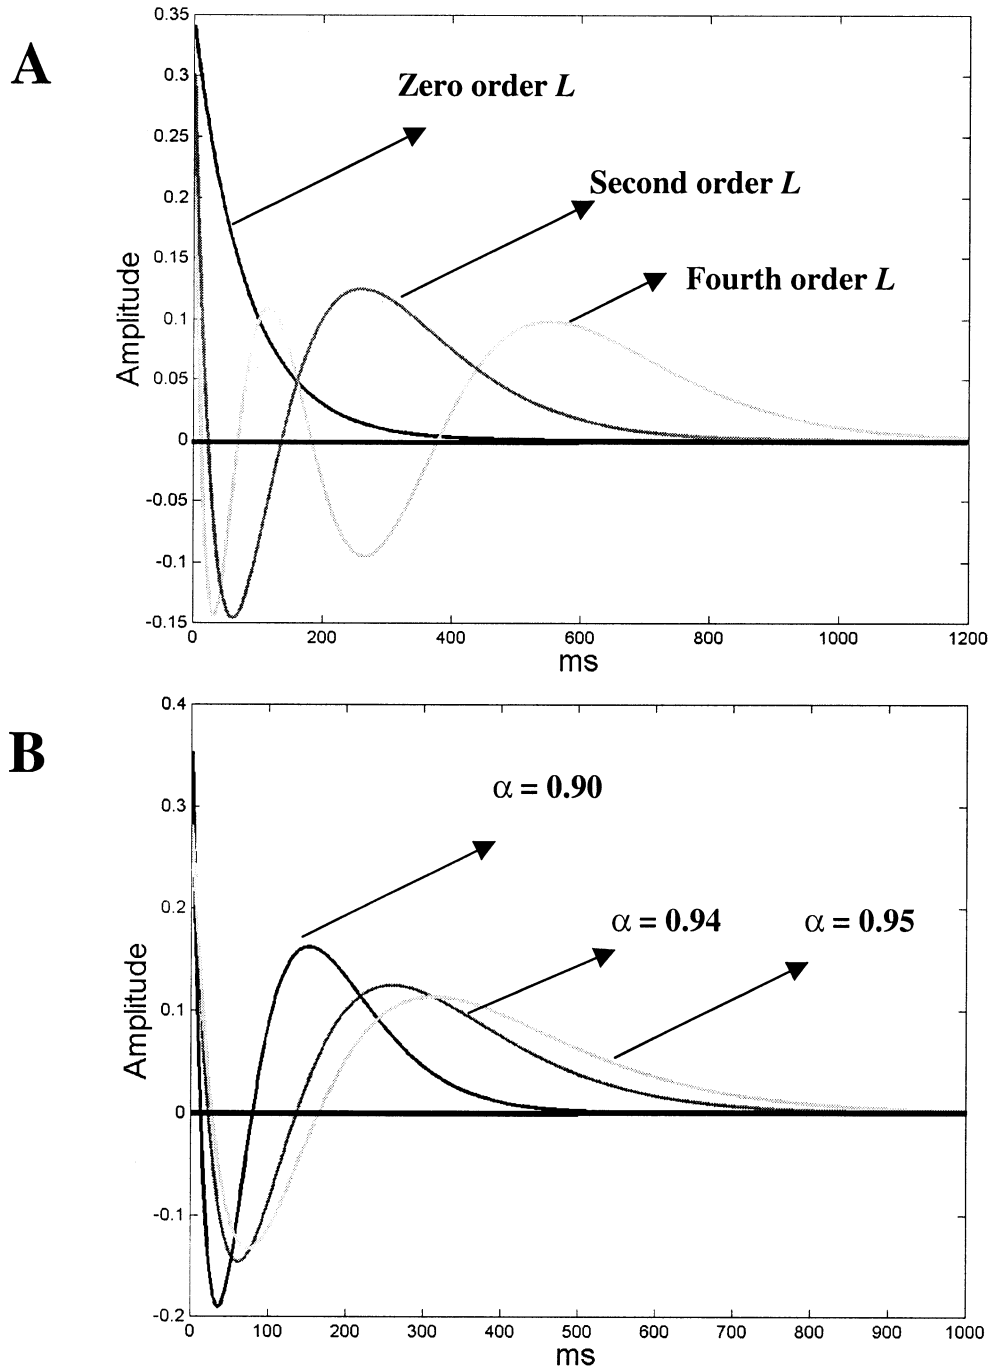 A
0.35
0.3
0.25
0.2
0.15
0.1
0.05
0
-0.05
-0.1
-0.15
Amplitude
Zero order L
Second order L
Fourth order L
0 200 400 600 800 1000 1200
ms
B
0.4
0.3
0.2
0.1
0
-0.1
-0.2
Amplitude
α = 0.90
α = 0.94
α = 0.95
0 100 200 300 400 500 600 700 800 900 1000
ms